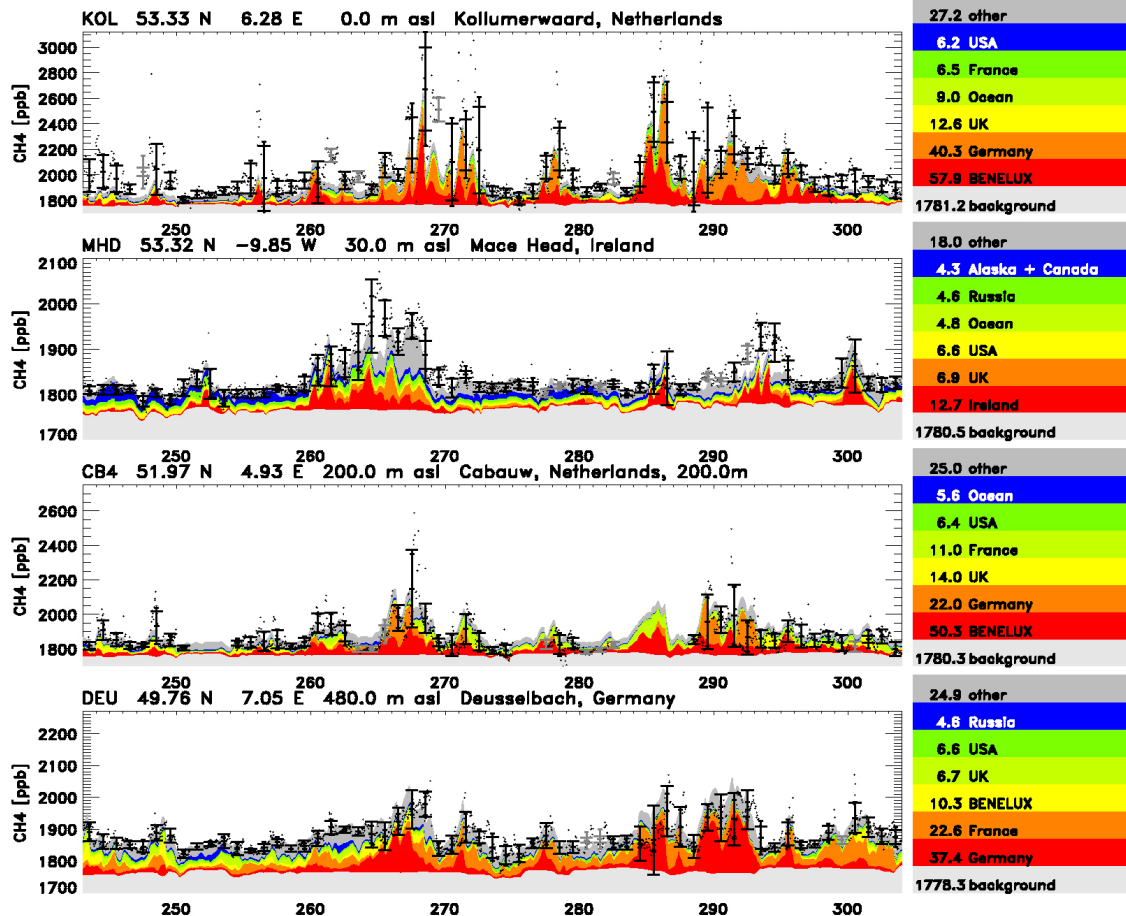 KOL 53.33 N 6.28 E 0.0 m asl Kollumerwaard, Netherlands
CH4 [ppb]
3000
2800
2600
2400
2200
2000
1800
250 260 270 280 290 300
27.2 other
6.2 USA
6.5 France
9.0 Ocean
12.6 UK
40.3 Germany
57.9 BENELUX
1781.2 background
MHD 53.32 N -9.85 W 30.0 m asl Mace Head, Ireland
CH4 [ppb]
2100
2000
1900
1800
1700
250 260 270 280 290 300
18.0 other
4.3 Alaska + Canada
4.6 Russia
4.8 Ocean
6.6 USA
6.9 UK
12.7 Ireland
1780.5 background
CB4 51.97 N 4.93 E 200.0 m asl Cabauw, Netherlands, 200.0m
CH4 [ppb]
2600
2400
2200
2000
1800
250 260 270 280 290 300
25.0 other
5.6 Ocean
6.4 USA
11.0 France
14.0 UK
22.0 Germany
50.3 BENELUX
1780.3 background
DEU 49.76 N 7.05 E 480.0 m asl Deusselbach, Germany
CH4 [ppb]
2200
2100
2000
1900
1800
1700
250 260 270 280 290 300
24.9 other
4.6 Russia
6.6 USA
6.7 UK
10.3 BENELUX
22.6 France
37.4 Germany
1778.3 background